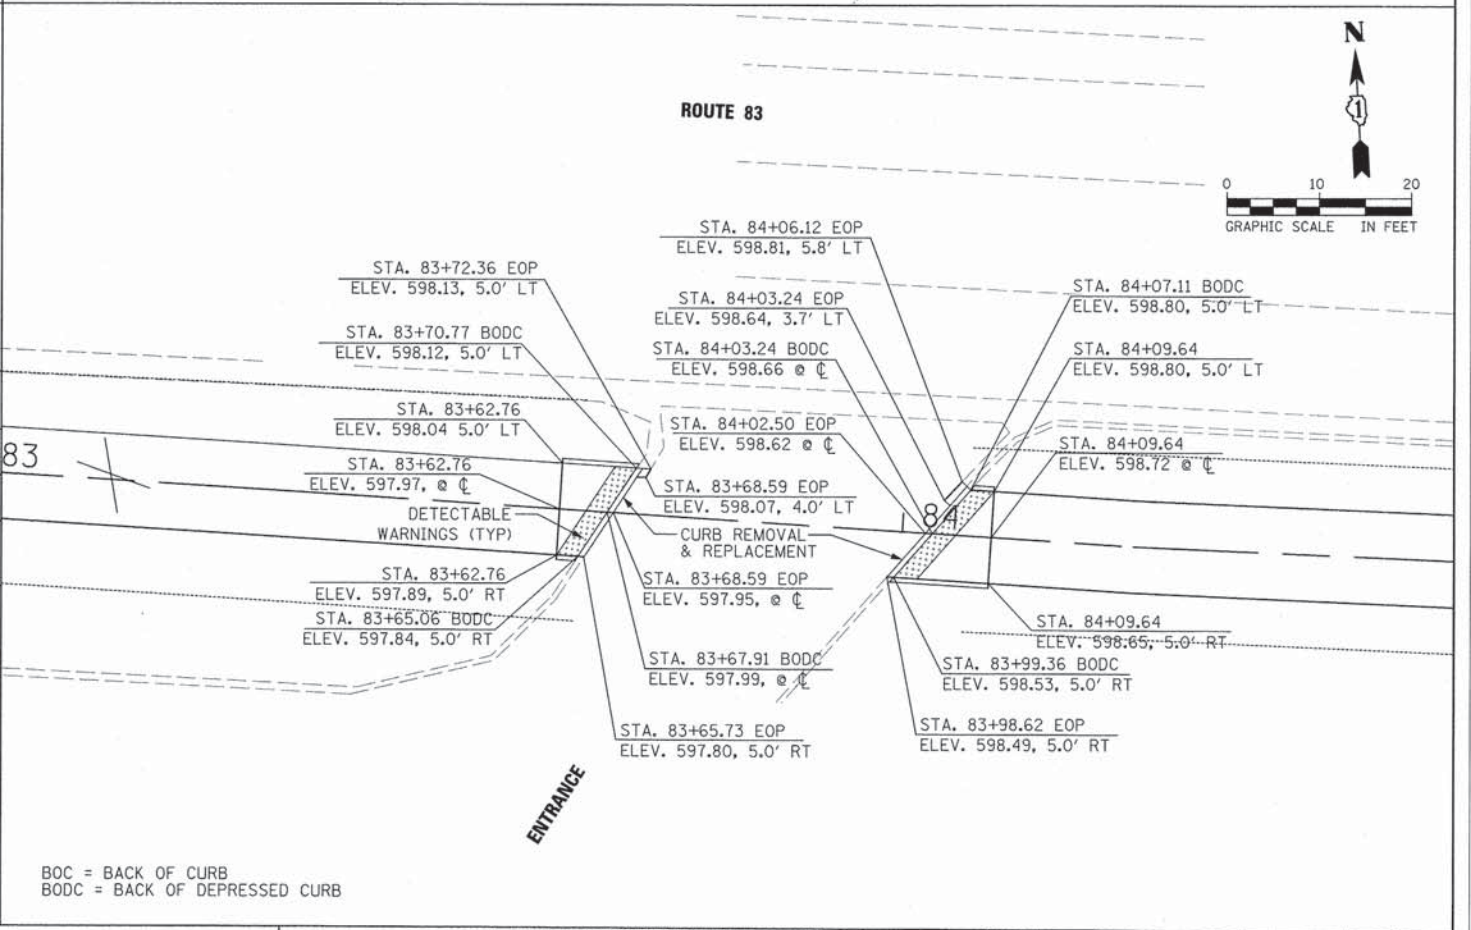 N
1
ROUTE 83
0 10 20
GRAPHIC SCALE IN FEET
STA. 84+06.12 EOP
ELEV. 598.81, 5.8' LT
STA. 83+72.36 EOP
ELEV. 598.13, 5.0' LT
STA. 84+03.24 EOP
ELEV. 598.64, 3.7' LT
STA. 84+07.11 BODC
ELEV. 598.80, 5.0' LT
STA. 83+70.77 BODC
ELEV. 598.12, 5.0' LT
STA. 84+03.24 BODC
ELEV. 598.66 @ ℄
STA. 84+09.64
ELEV. 598.80, 5.0' LT
STA. 83+62.76
ELEV. 598.04 5.0' LT
STA. 84+02.50 EOP
ELEV. 598.62 @ ℄
STA. 84+09.64
ELEV. 598.72 @ ℄
83
STA. 83+62.76
ELEV. 597.97, @ ℄
STA. 83+68.59 EOP
ELEV. 598.07, 4.0' LT
84
DETECTABLE
WARNINGS (TYP)
CURB REMOVAL
& REPLACEMENT
STA. 83+62.76
ELEV. 597.89, 5.0' RT
STA. 83+68.59 EOP
ELEV. 597.95, @ ℄
STA. 83+65.06 BODC
ELEV. 597.84, 5.0' RT
STA. 84+09.64
ELEV. 598.65, 5.0' RT
STA. 83+67.91 BODC
ELEV. 597.99, @ ℄
STA. 83+99.36 BODC
ELEV. 598.53, 5.0' RT
STA. 83+65.73 EOP
ELEV. 597.80, 5.0' RT
STA. 83+98.62 EOP
ELEV. 598.49, 5.0' RT
ENTRANCE
BOC = BACK OF CURB
BODC = BACK OF DEPRESSED CURB